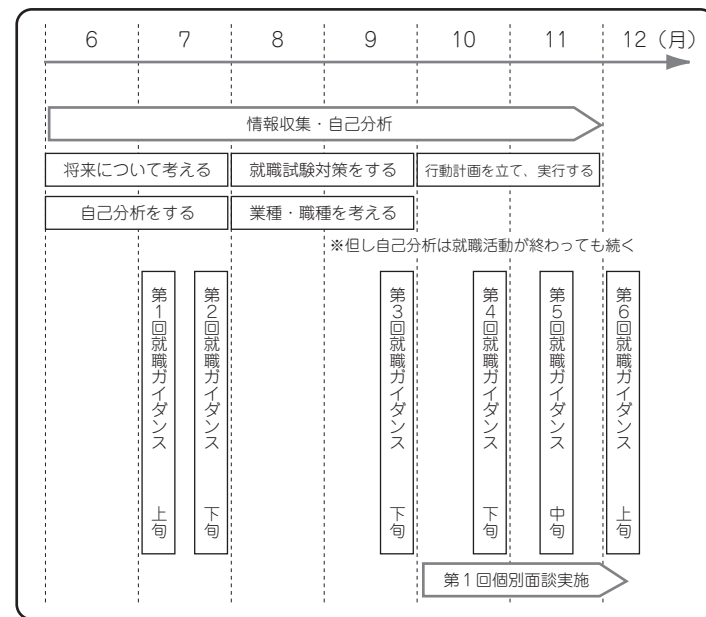 6 7 8 9 10 11 12（月）
情報収集・自己分析
将来について考える 就職試験対策をする 行動計画を立て、実行する
自己分析をする 業種・職種を考える
※但し自己分析は就職活動が終わっても続く
第1回就職ガイダンス 上旬
第2回就職ガイダンス 下旬
第3回就職ガイダンス 下旬
第4回就職ガイダンス 下旬
第5回就職ガイダンス 中旬
第6回就職ガイダンス 上旬
第1回個別面談実施